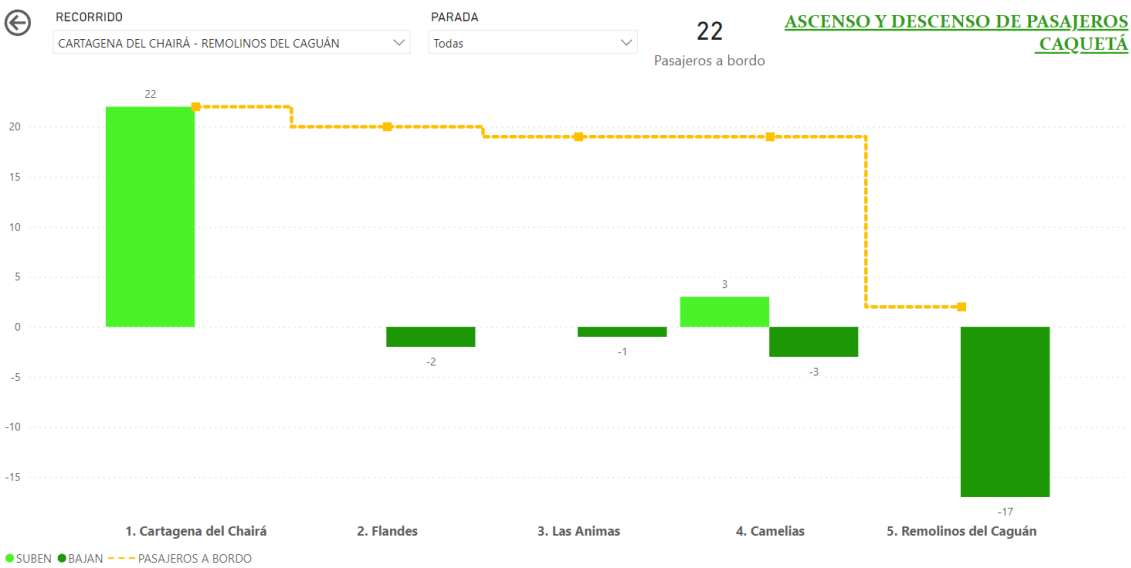 RECORRIDO
CARTAGENA DEL CHAIRÁ - REMOLINOS DEL CAGUÁN
PARADA
Todas
22
Pasajeros a bordo
ASCENSO Y DESCENSO DE PASAJEROS
CAQUETÁ
22
20
15
10
5
3
0
-2
-1
-3
-5
-10
-15
-17
1. Cartagena del Chairá
2. Flandes
3. Las Animas
4. Camelias
5. Remolinos del Caguán
SUBEN BAJAN PASAJEROS A BORDO